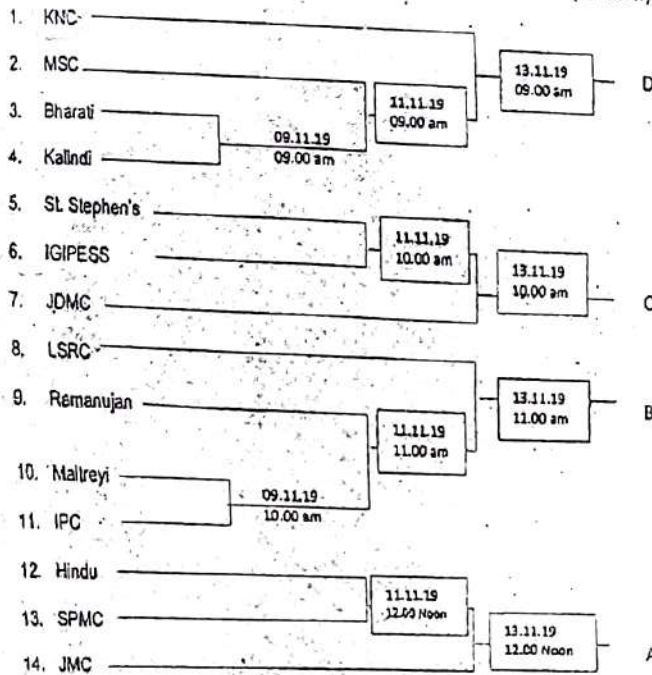 1. KNC
13.11.19
09.00 am
D
2. MSC
11.11.19
09.00 am
3. Bharati
09.11.19
09.00 am
4. Kalindi
5. St. Stephen's
11.11.19
10.00 am
6. IGIPESS
13.11.19
10.00 am
C
7. JDMC
8. LSRC
13.11.19
11.00 am
B
9. Ramanujan
11.11.19
11.00 am
10. Maitreyi
09.11.19
10.00 am
11. IPC
12. Hindu
11.11.19
12.00 Noon
13. SPMC
13.11.19
12.00 Noon
A
14. JMC